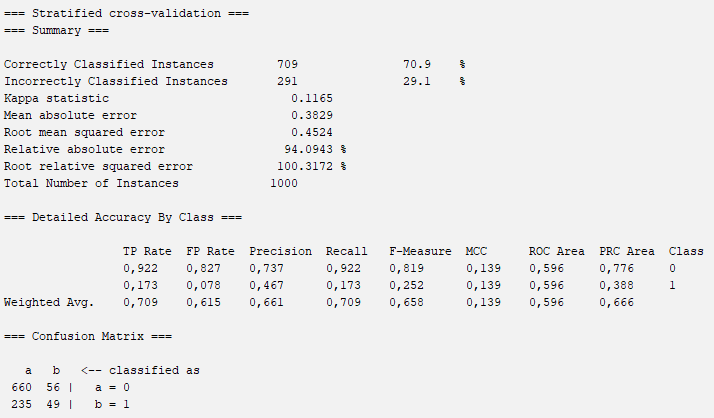 === Stratified cross-validation ===
=== Summary ===
Correctly Classified Instances 709 70.9 %
Incorrectly Classified Instances 291 29.1 %
Kappa statistic 0.1165
Mean absolute error 0.3829
Root mean squared error 0.4524
Relative absolute error 94.0943 %
Root relative squared error 100.3172 %
Total Number of Instances 1000
=== Detailed Accuracy By Class ===
TP Rate FP Rate Precision Recall F-Measure MCC ROC Area PRC Area Class
0,922 0,827 0,737 0,922 0,819 0,139 0,596 0,776 0
0,173 0,078 0,467 0,173 0,252 0,139 0,596 0,388 1
Weighted Avg. 0,709 0,615 0,661 0,709 0,658 0,139 0,596 0,666
=== Confusion Matrix ===
a b <-- classified as
660 56 | a = 0
235 49 | b = 1